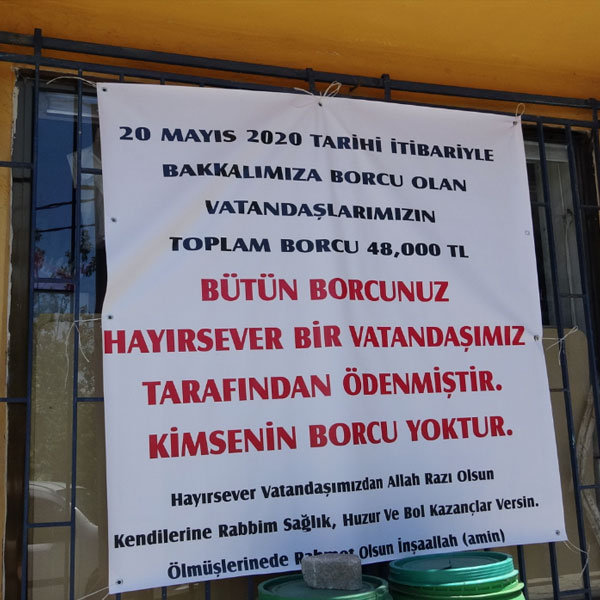 20 MAYIS 2020 TARİHİ İTİBARİYLE
BAKKALIMIZA BORCU OLAN
VATANDAŞLARIMIZIN
TOPLAM BORCU 48,000 TL
BÜTÜN BORCUNUZ
HAYIRSEVER BİR VATANDAŞIMIZ
TARAFINDAN ÖDENMİŞTİR.
KİMSENİN BORCU YOKTUR.
Hayırsever Vatandaşımızdan Allah Razı Olsun
Kendilerine Rabbim Sağlık, Huzur Ve Bol Kazançlar Versin.
Ölmüşlerinede Rahmet Olsun İnşaallah (amin)